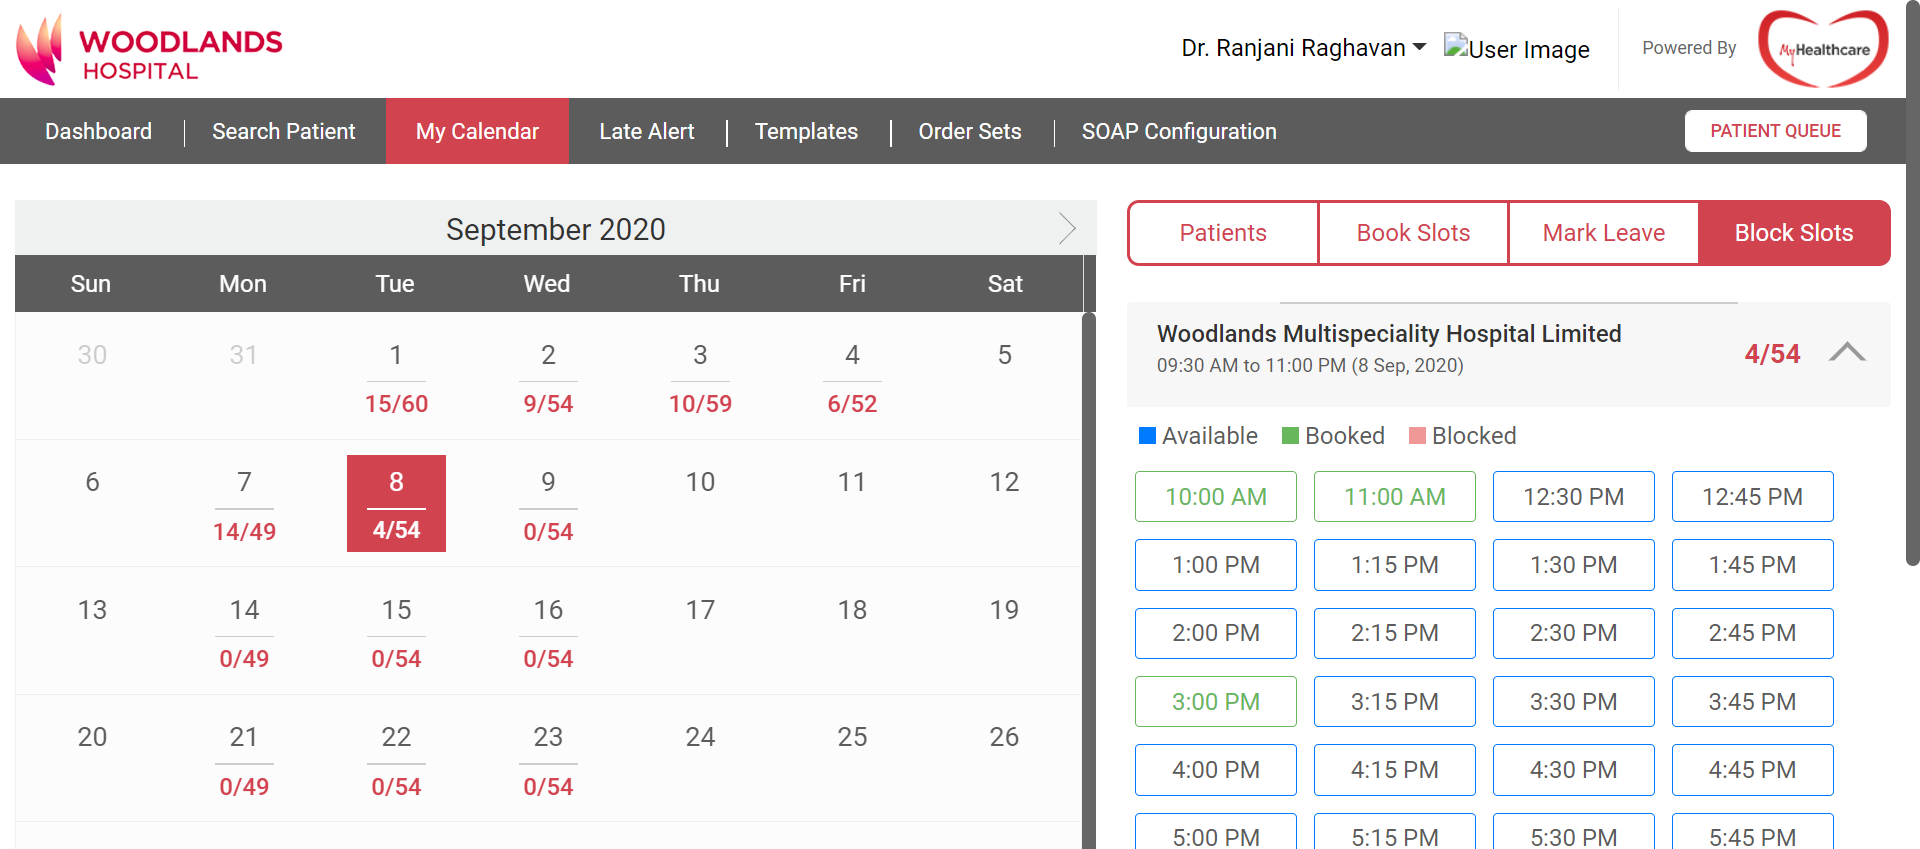 WOODLANDS
HOSPITAL
Dr. Ranjani Raghavan
User Image
Powered By
MyHealthcare
Dashboard
Search Patient
My Calendar
Late Alert
Templates
Order Sets
SOAP Configuration
PATIENT QUEUE
September 2020
Sun Mon Tue Wed Thu Fri Sat
30 31 1 2 3 4 5
15/60 9/54 10/59 6/52
6 7 8 9 10 11 12
14/49 4/54 0/54
13 14 15 16 17 18 19
0/49 0/54 0/54
20 21 22 23 24 25 26
0/49 0/54 0/54
Patients Book Slots Mark Leave Block Slots
Woodlands Multispeciality Hospital Limited
09:30 AM to 11:00 PM (8 Sep, 2020)
4/54
Available Booked Blocked
10:00 AM 11:00 AM 12:30 PM 12:45 PM
1:00 PM 1:15 PM 1:30 PM 1:45 PM
2:00 PM 2:15 PM 2:30 PM 2:45 PM
3:00 PM 3:15 PM 3:30 PM 3:45 PM
4:00 PM 4:15 PM 4:30 PM 4:45 PM
5:00 PM 5:15 PM 5:30 PM 5:45 PM